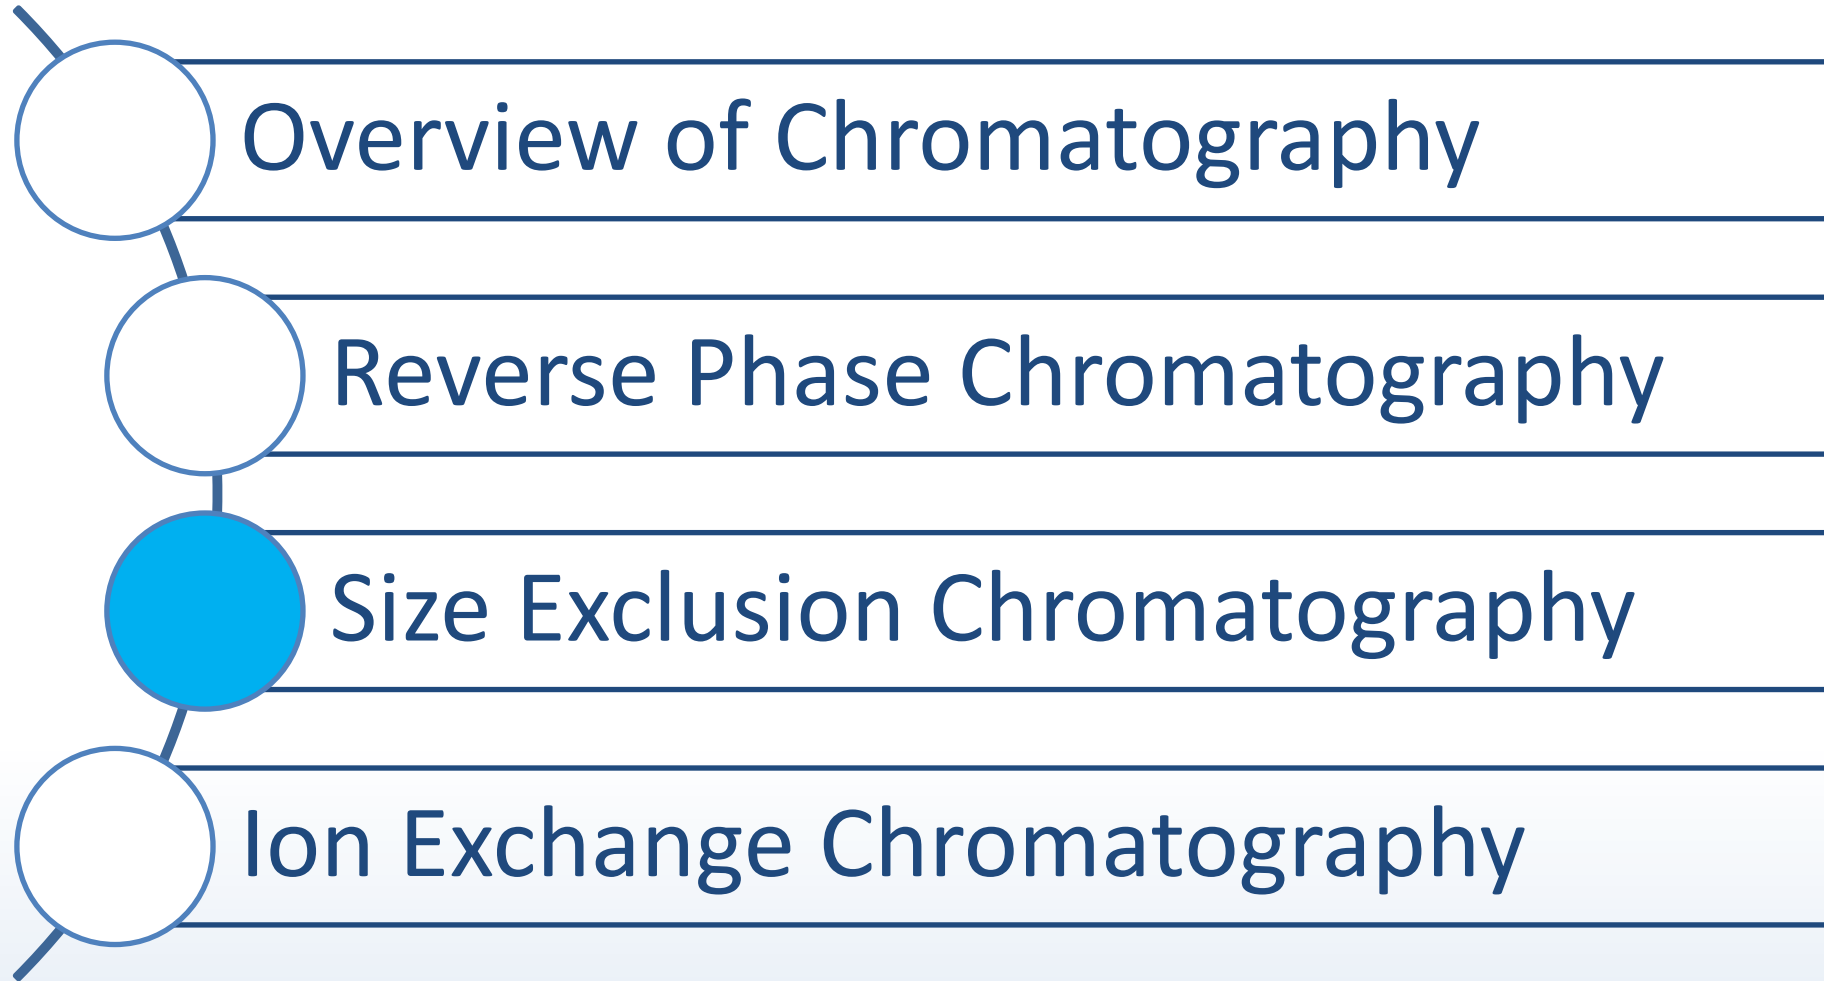 Overview of Chromatography
Reverse Phase Chromatography
Size Exclusion Chromatography
Ion Exchange Chromatography